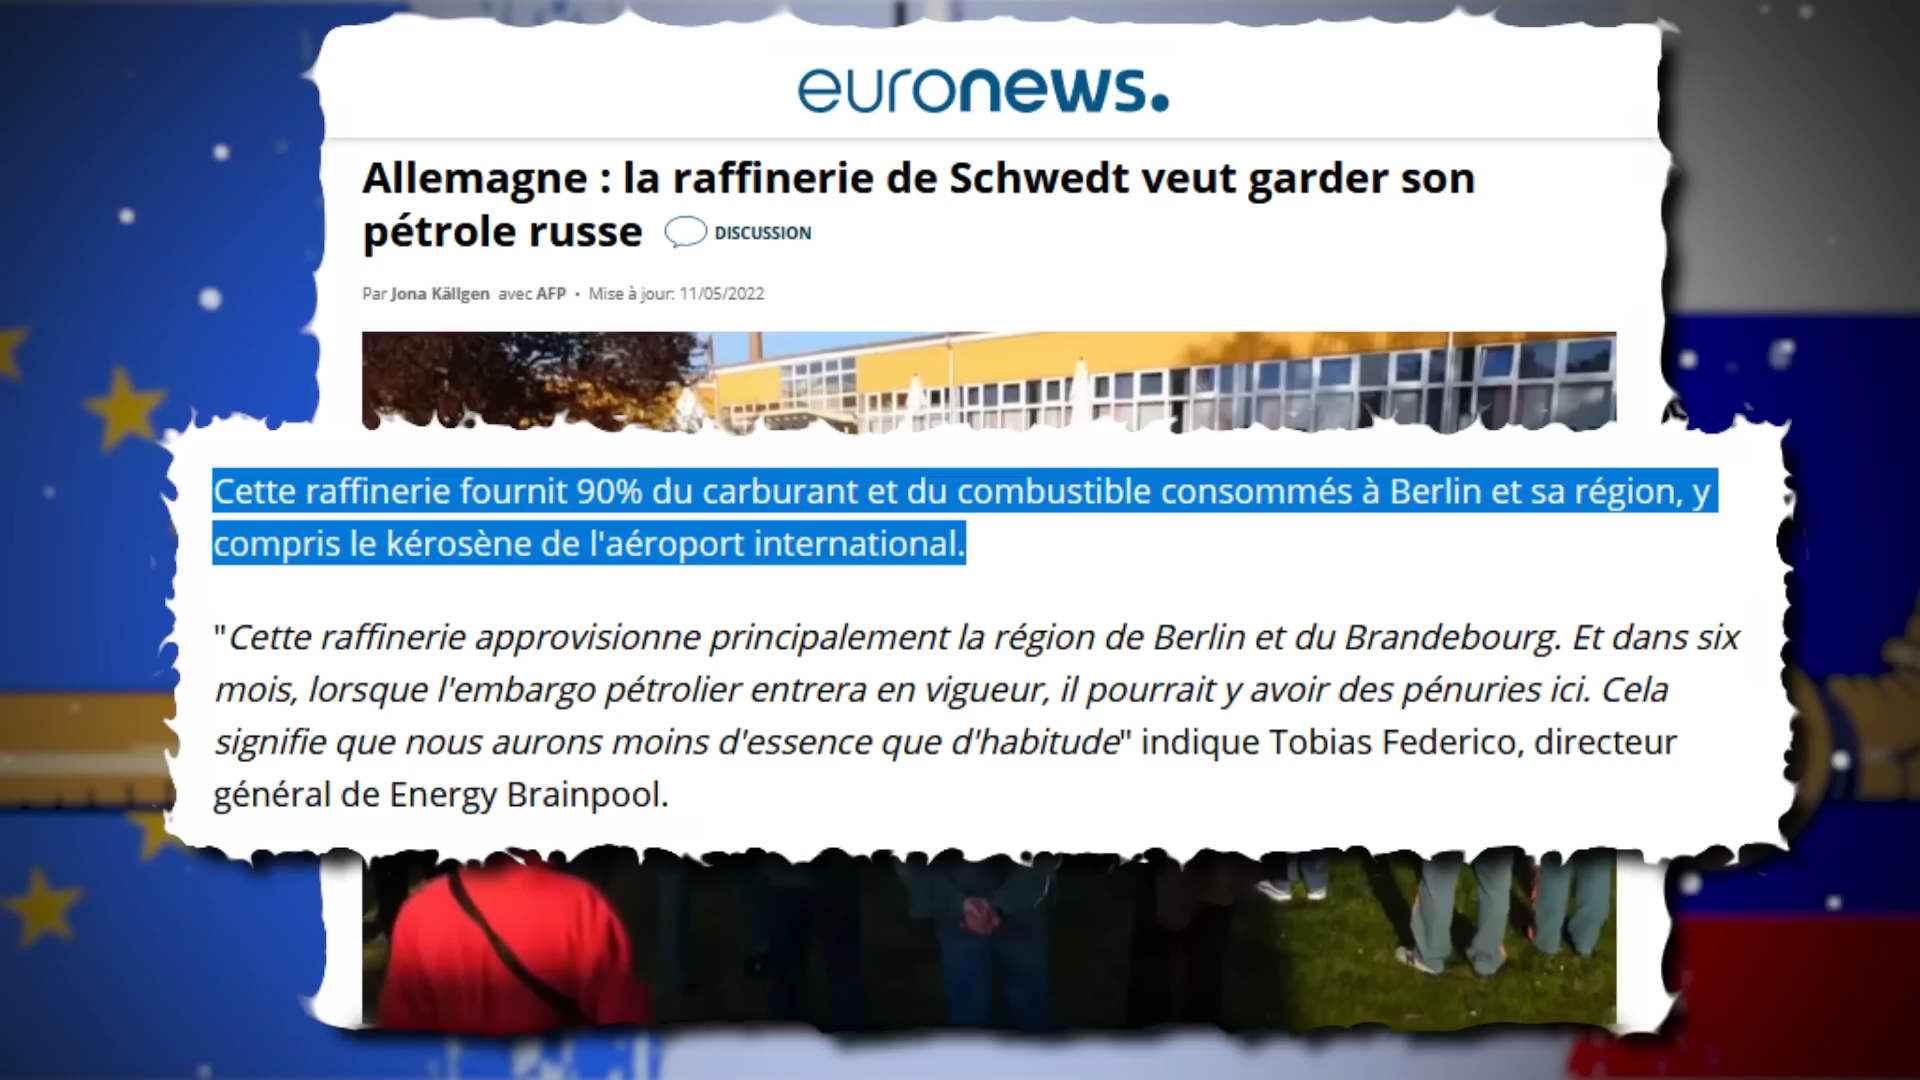 euronews.
Allemagne : la raffinerie de Schwedt veut garder son
pétrole russe DISCUSSION
Par Jona Källgen avec AFP • Mise à jour: 11/05/2022
Cette raffinerie fournit 90% du carburant et du combustible consommés à Berlin et sa région, y
compris le kérosène de l'aéroport international.
"Cette raffinerie approvisionne principalement la région de Berlin et du Brandebourg. Et dans six
mois, lorsque l'embargo pétrolier entrera en vigueur, il pourrait y avoir des pénuries ici. Cela
signifie que nous aurons moins d'essence que d'habitude" indique Tobias Federico, directeur
général de Energy Brainpool.